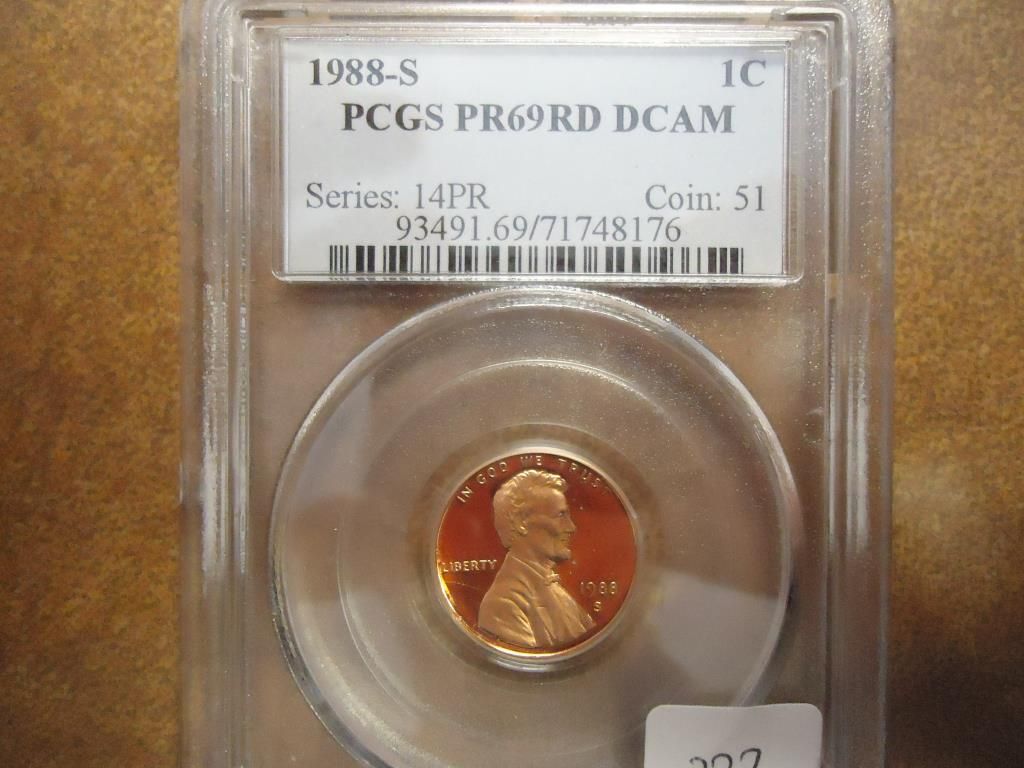 1988-S 1C
PCGS PR69RD DCAM
Series: 14PR Coin: 51
93491.69/71748176
IN GOD WE TRUST
LIBERTY
1988
S